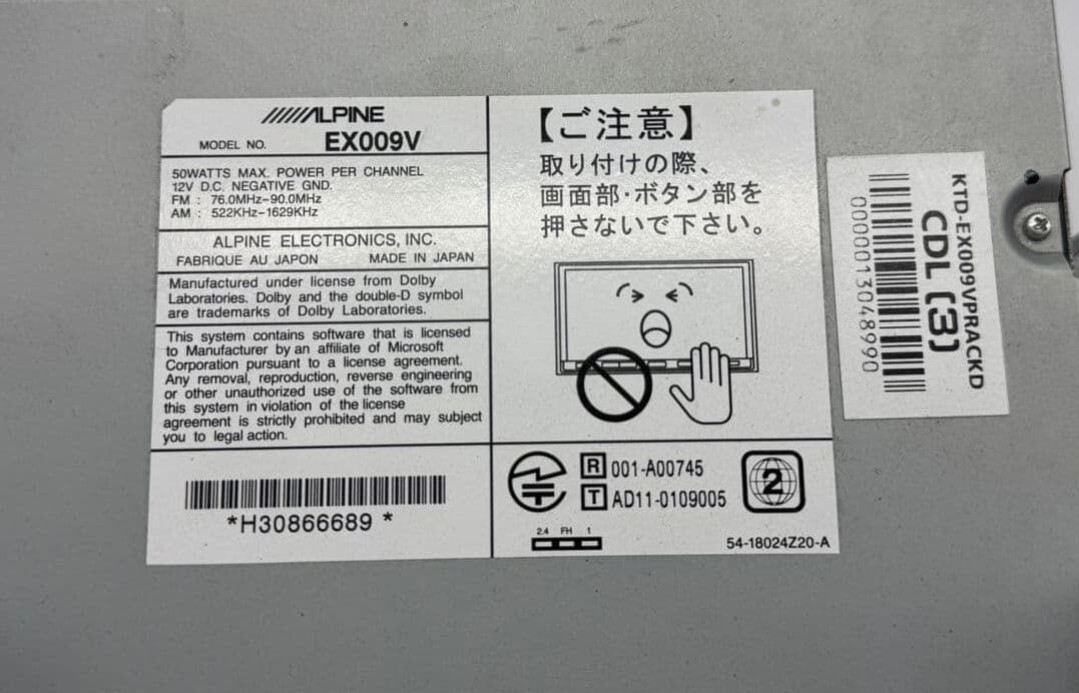 ALPINE
MODEL NO. EX009V
50WATTS MAX. POWER PER CHANNEL
12V D.C. NEGATIVE GND.
FM : 76.0MHz-90.0MHz
AM : 522KHz-1629KHz
ALPINE ELECTRONICS, INC.
FABRIQUE AU JAPON MADE IN JAPAN
Manufactured under license from Dolby
Laboratories. Dolby and the double-D symbol
are trademarks of Dolby Laboratories.
This system contains software that is licensed
to Manufacturer by an affiliate of Microsoft
Corporation pursuant to a license agreement.
Any removal, reproduction, reverse engineering
or other unauthorized use of the software from
this system in violation of the license
agreement is strictly prohibited and may subject
you to legal action.
*H30866689 *
【ご注意】
取り付けの際、
画面部・ボタン部を
押さないで下さい。
R 001-A00745
T AD11-0109005
2
2.4 FH 1
54-18024Z20-A
KTD-EX009VPRACKD
CDL (3)
0000013048990